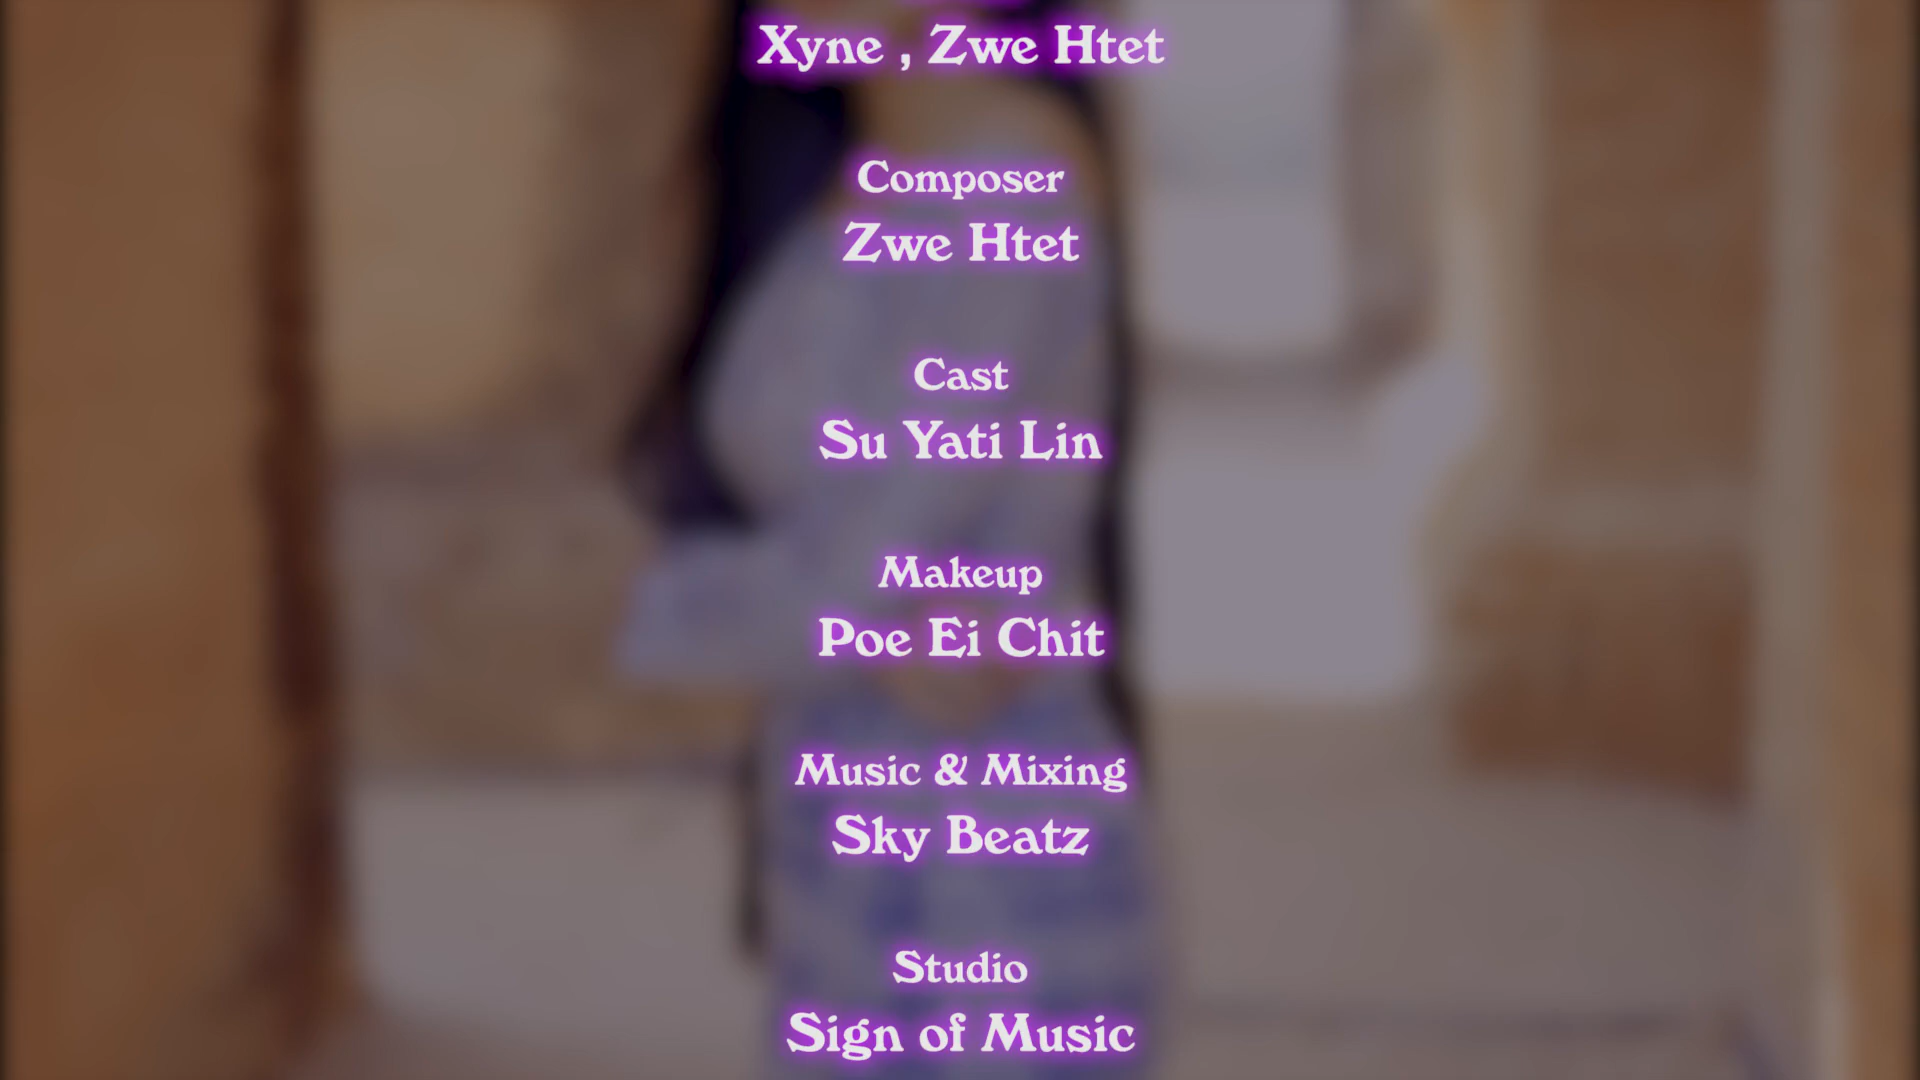 Xyne , Zwe Htet
Composer
Zwe Htet
Cast
Su Yati Lin
Makeup
Poe Ei Chit
Music & Mixing
Sky Beatz
Studio
Sign of Music